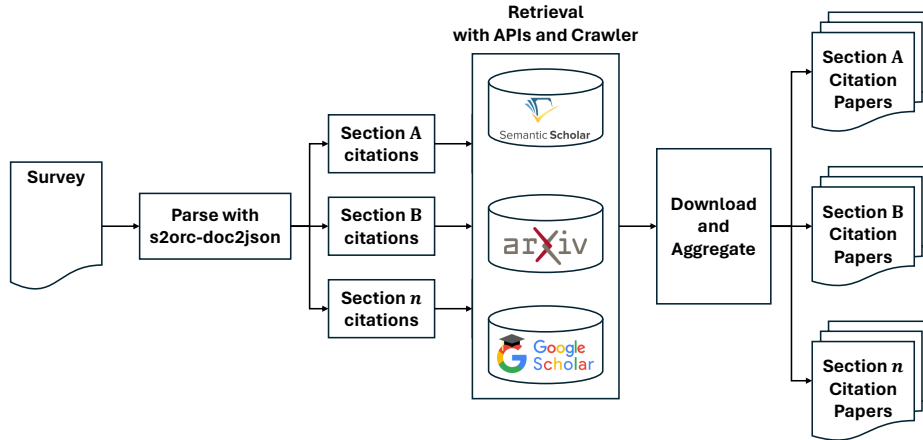 Survey
Parse with
s2orc-doc2json
Section A
citations
Section B
citations
Section n
citations
Retrieval
with APIs and Crawler
Semantic Scholar
arXiv
Google
Scholar
Download
and
Aggregate
Section A
Citation
Papers
Section B
Citation
Papers
Section n
Citation
Papers